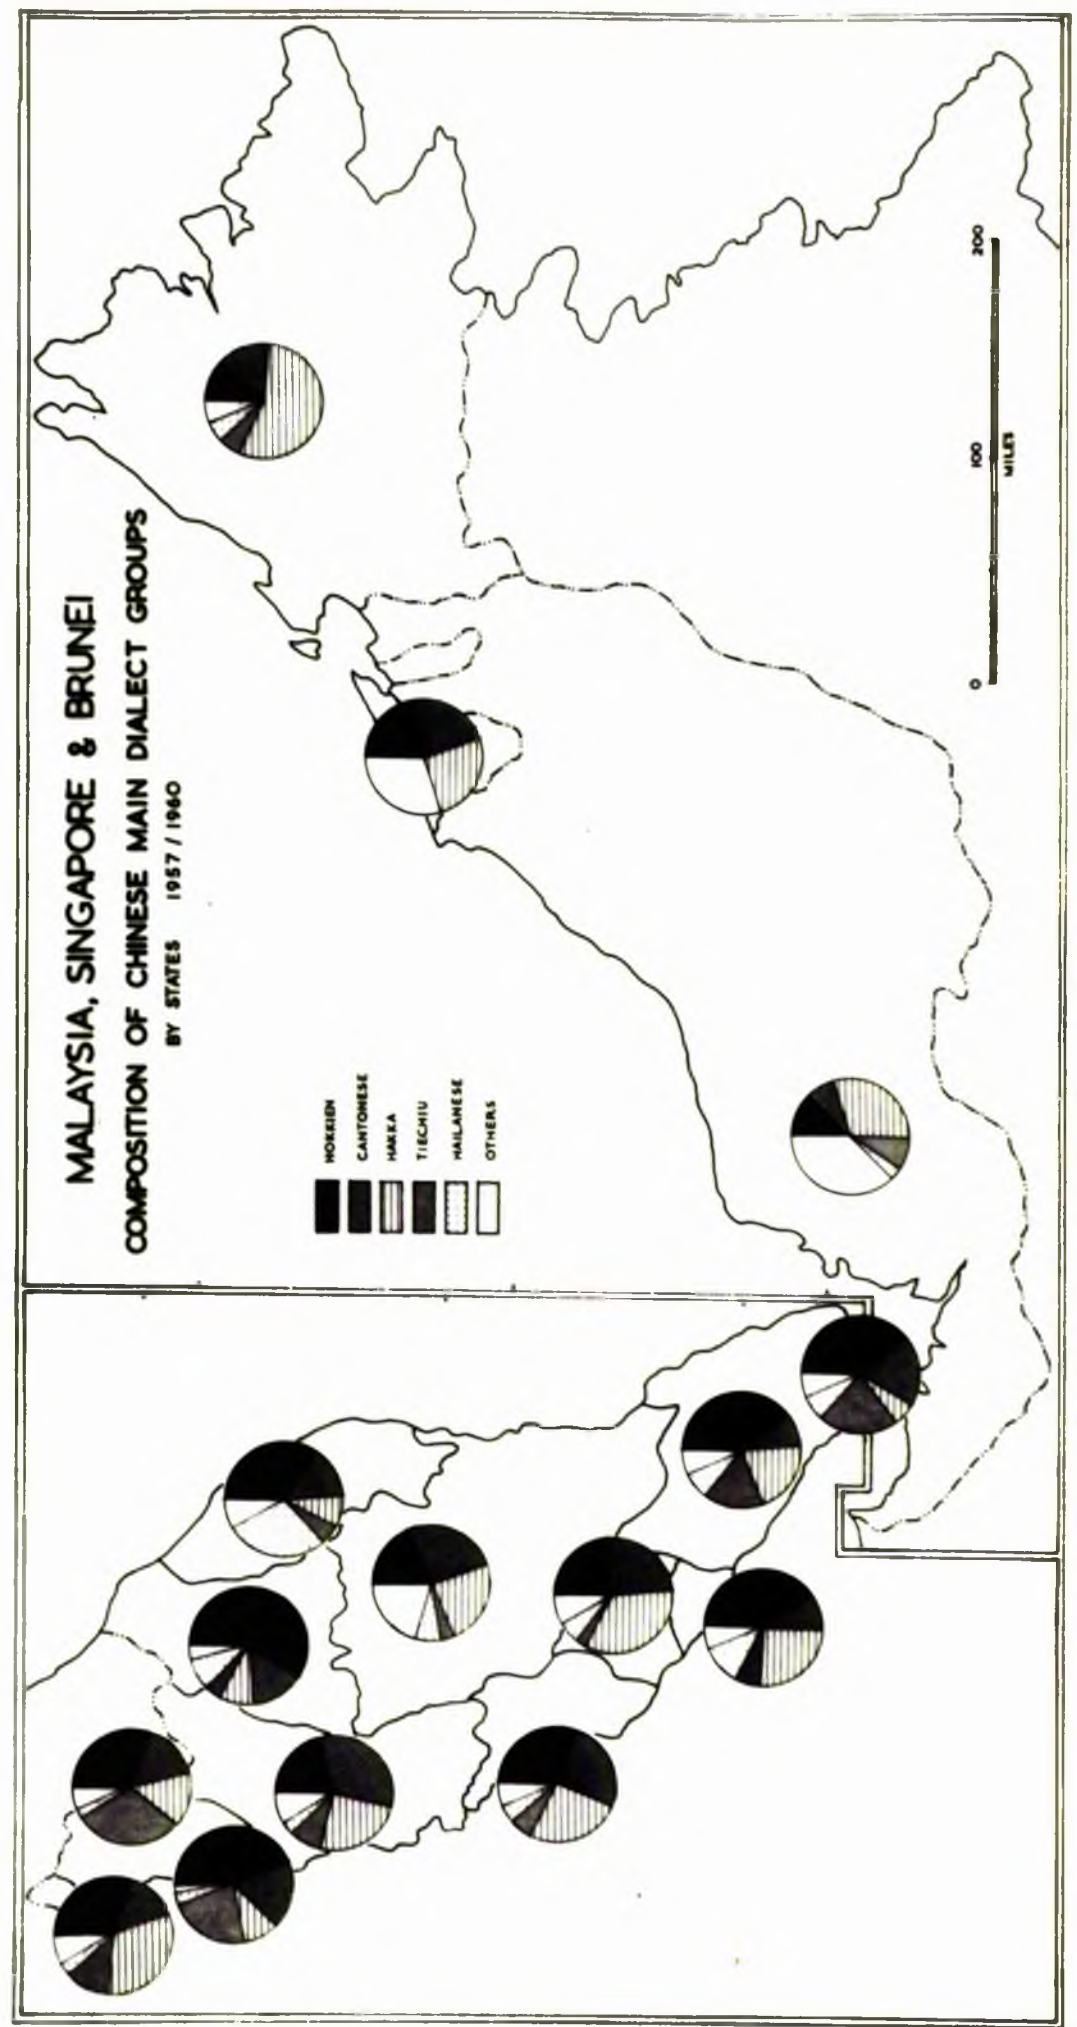 MALAYSIA, SINGAPORE & BRUNEI
COMPOSITION OF CHINESE MAIN DIALECT GROUPS
BY STATES 1957 / 1960
HOKKIEN
CANTONESE
HAKKA
TIECHIU
HAILANESE
OTHERS
0 100 200
MILES